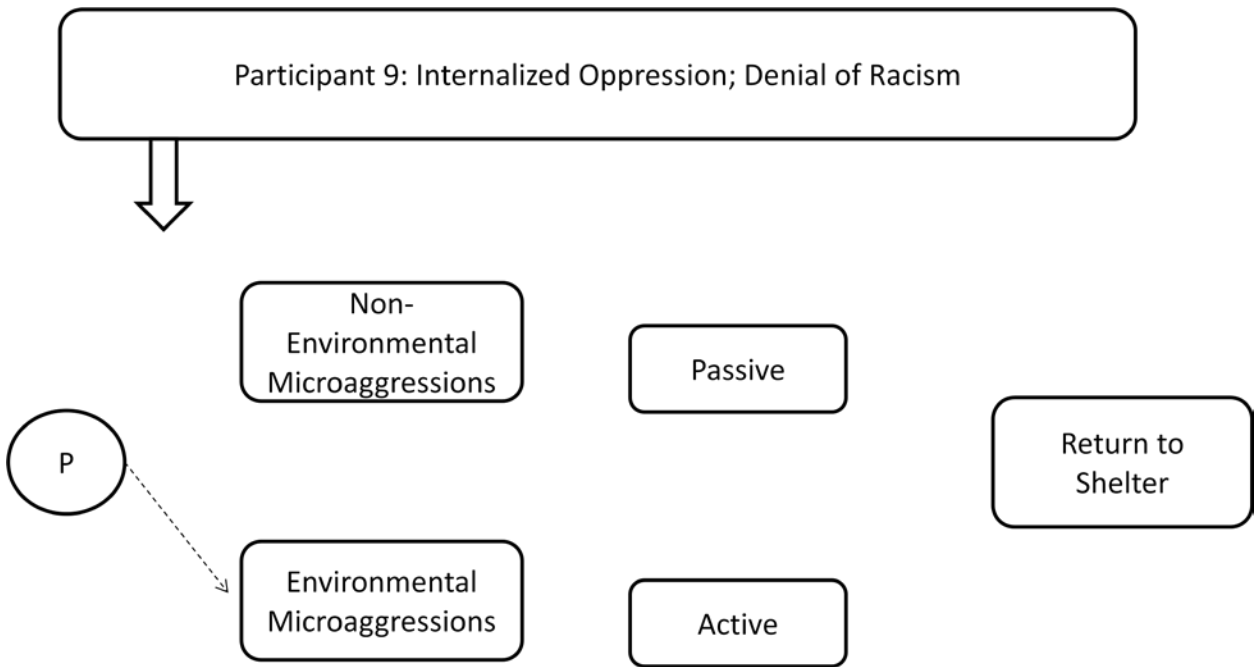 Participant 9: Internalized Oppression; Denial of Racism
Non-
Environmental
Microaggressions
Passive
P
Return to
Shelter
Environmental
Microaggressions
Active